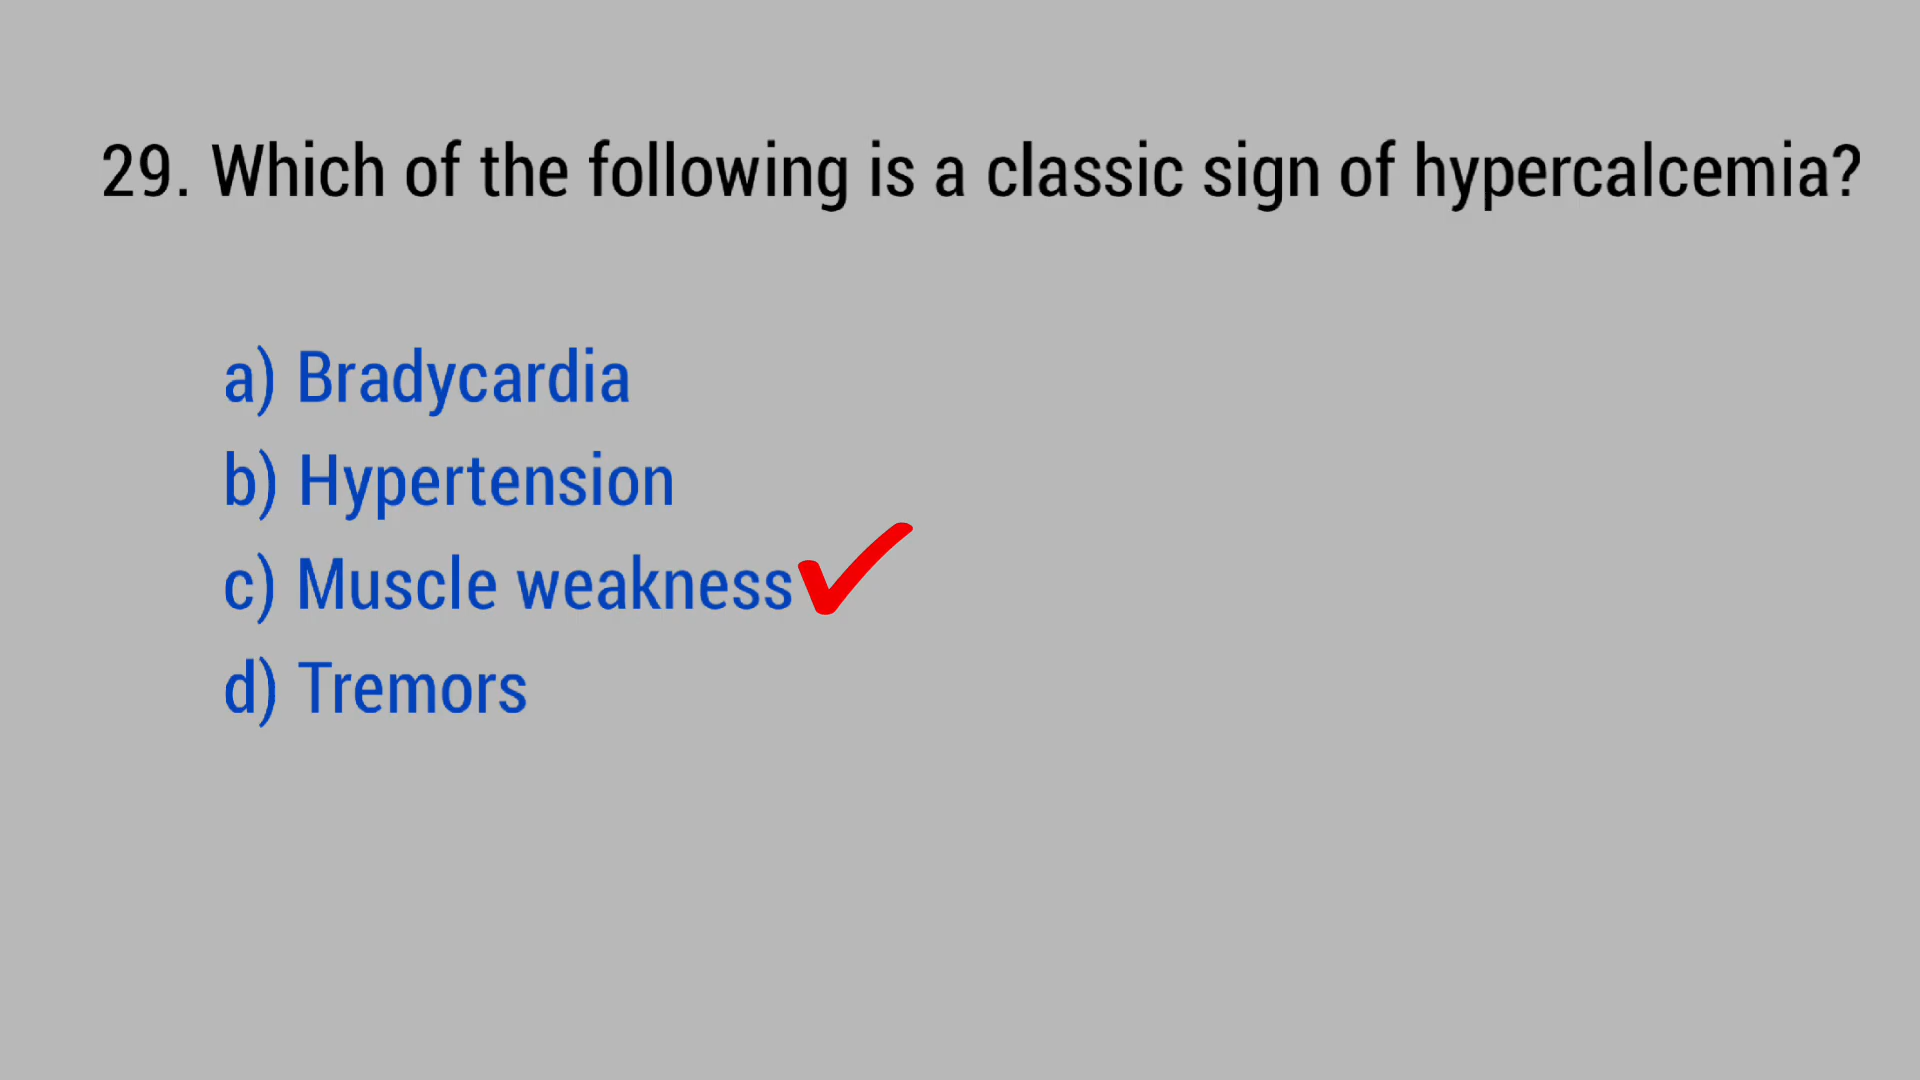 29. Which of the following is a classic sign of hypercalcemia?
a) Bradycardia
b) Hypertension
c) Muscle weakness
d) Tremors